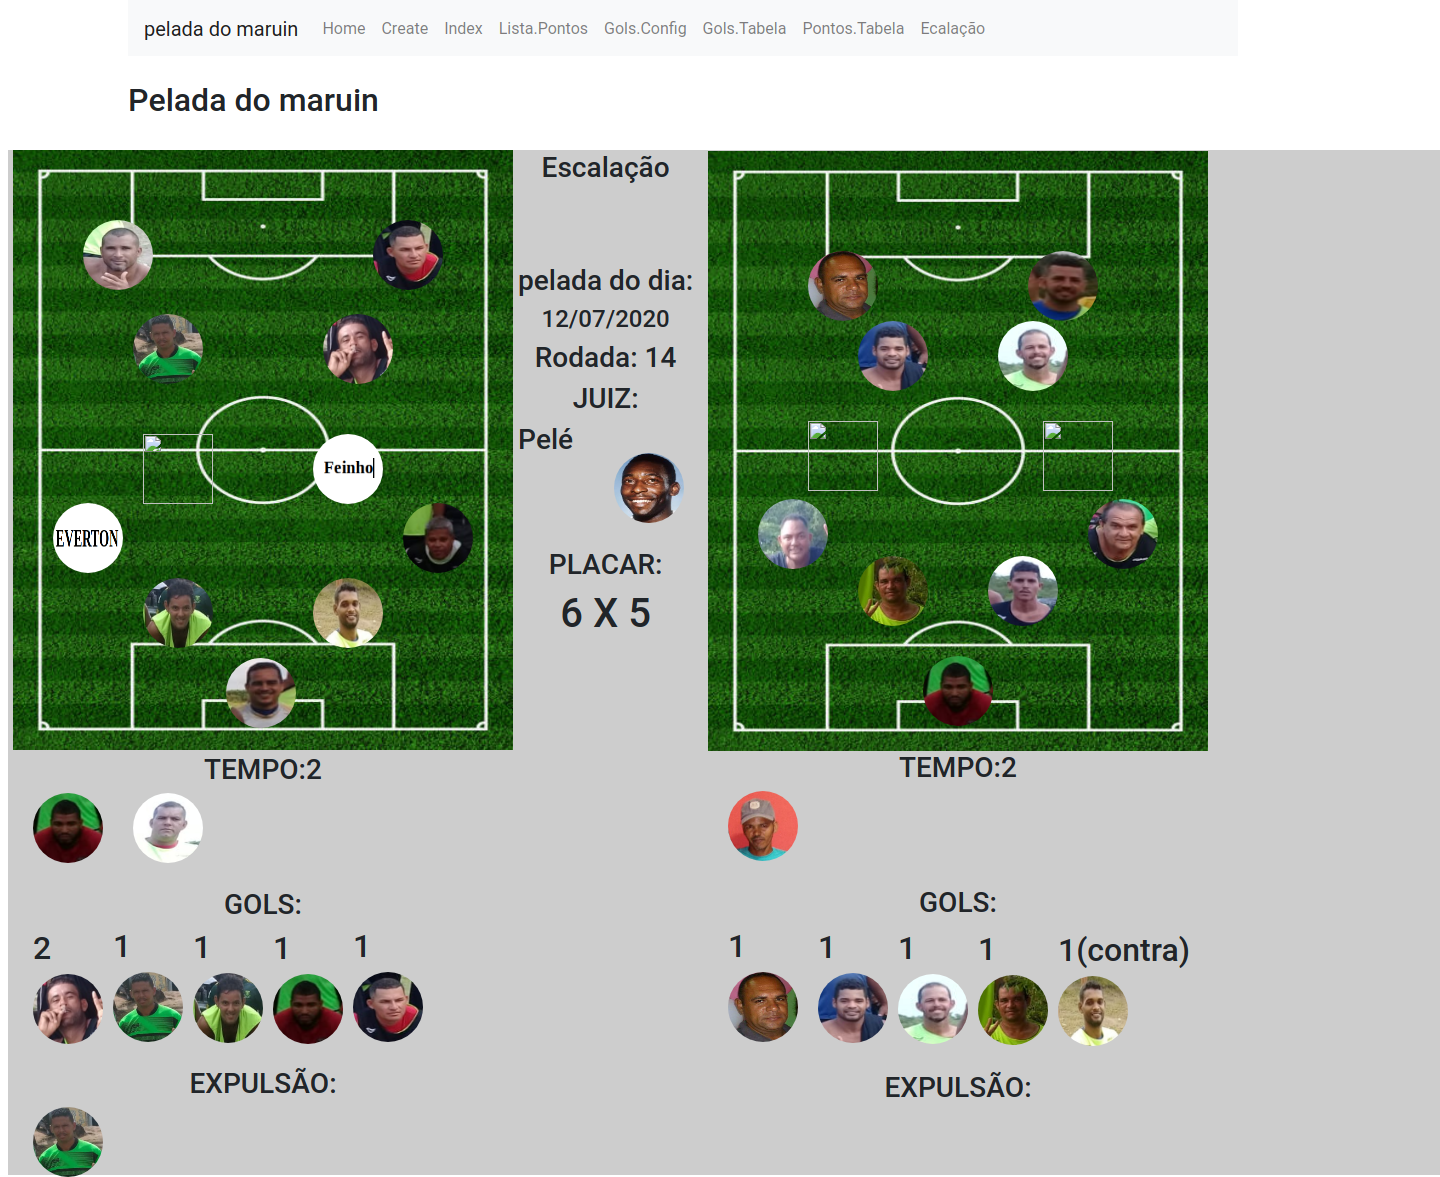 pelada do maruin Home Create Index Lista.Pontos Gols.Config Gols.Tabela Pontos.Tabela Ecalação
Pelada do maruin
Escalação
pelada do dia:
12/07/2020
Rodada: 14
JUIZ:
Pelé
PLACAR:
6 X 5
Feinho
EVERTON
TEMPO:2
GOLS:
2 1 1 1 1
EXPULSÃO:
TEMPO:2
GOLS:
1 1 1 1 1(contra)
EXPULSÃO: